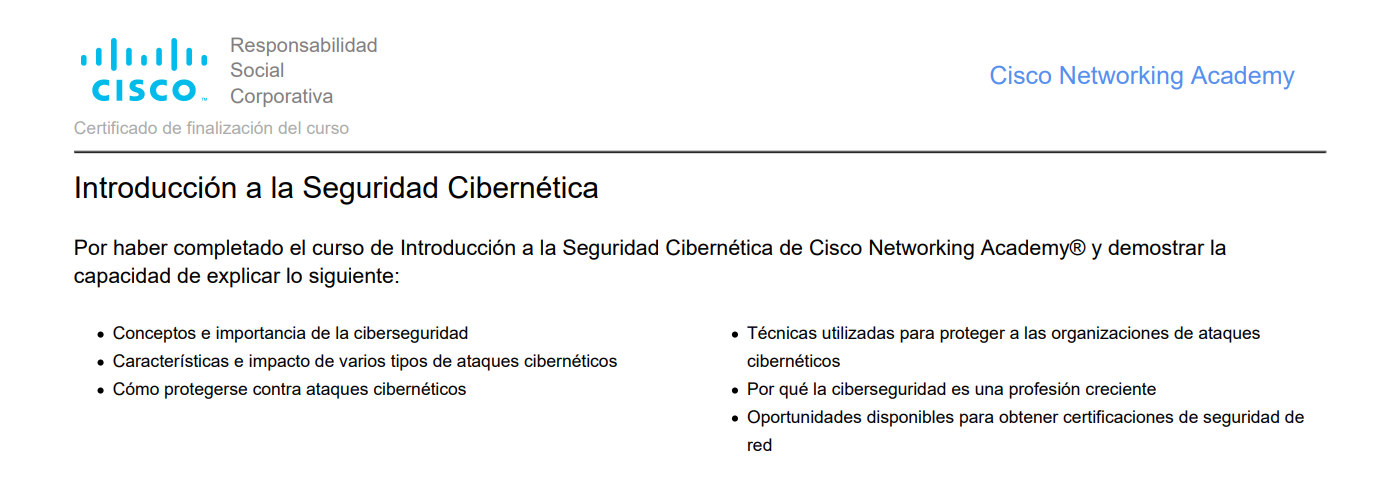 CISCO
Responsabilidad
Social
Corporativa
Cisco Networking Academy
Certificado de finalización del curso
Introducción a la Seguridad Cibernética
Por haber completado el curso de Introducción a la Seguridad Cibernética de Cisco Networking Academy® y demostrar la
capacidad de explicar lo siguiente:
• Conceptos e importancia de la ciberseguridad
• Características e impacto de varios tipos de ataques cibernéticos
• Cómo protegerse contra ataques cibernéticos
• Técnicas utilizadas para proteger a las organizaciones de ataques
cibernéticos
• Por qué la ciberseguridad es una profesión creciente
• Oportunidades disponibles para obtener certificaciones de seguridad de
red